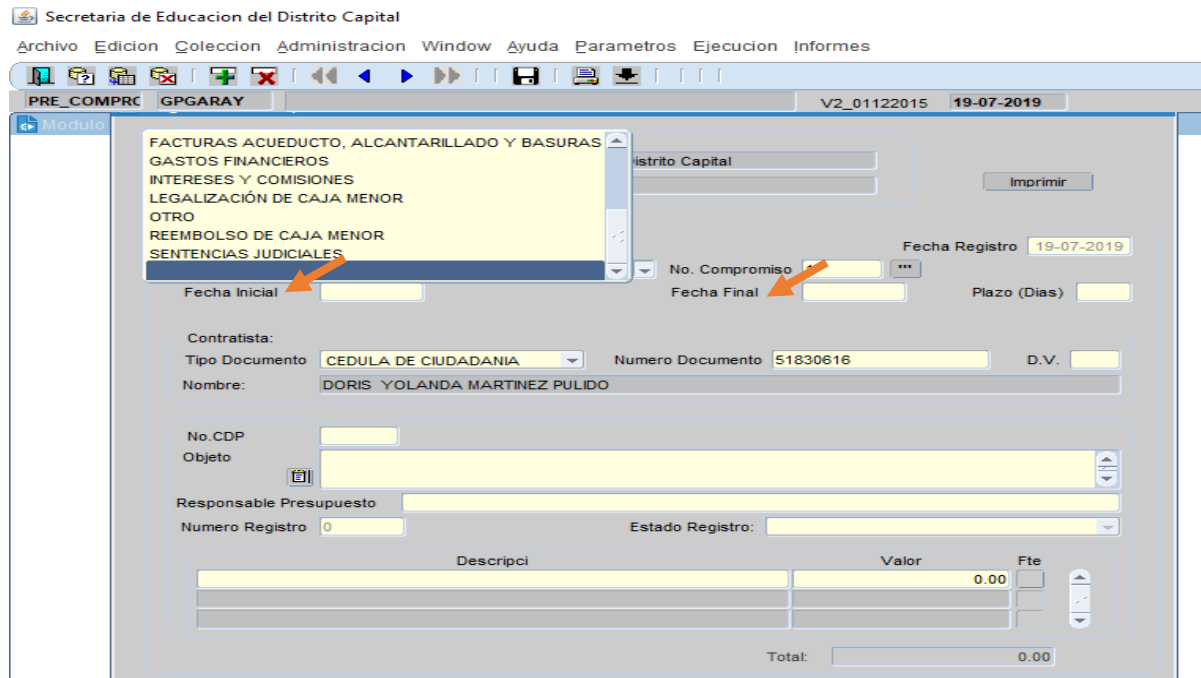 Secretaria de Educacion del Distrito Capital
Archivo Edicion Coleccion Administracion Window Ayuda Parametros Ejecucion Informes
PRE_COMPRC GPGARAY V2_01122015 19-07-2019
Modulo
FACTURAS ACUEDUCTO, ALCANTARILLADO Y BASURAS
GASTOS FINANCIEROS istrito Capital
INTERESES Y COMISIONES Imprimir
LEGALIZACIÓN DE CAJA MENOR
OTRO
REEMBOLSO DE CAJA MENOR
SENTENCIAS JUDICIALES Fecha Registro 19-07-2019
No. Compromiso
Fecha Inicial Fecha Final Plazo (Dias)
Contratista:
Tipo Documento CEDULA DE CIUDADANIA Numero Documento 51830616 D.V.
Nombre: DORIS YOLANDA MARTINEZ PULIDO
No.CDP
Objeto
Responsable Presupuesto
Numero Registro 0 Estado Registro:
Descripci Valor Fte
0.00
Total: 0.00